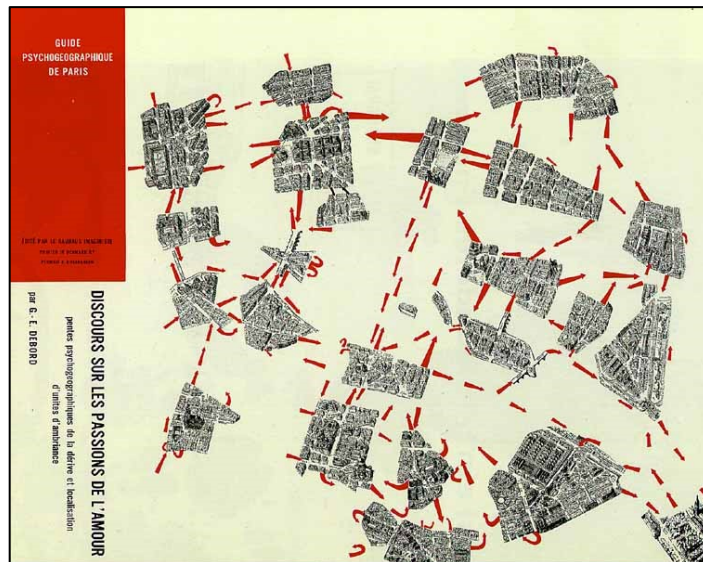 GUIDE
PSYCHOGEOGRAPHIQUE
DE PARIS
ÉDITÉ PAR LE BAUHAUS IMAGINISTE
DISCOURS SUR LES PASSIONS DE L'AMOUR
pentes psychogeographiques de la dérive et localisation
d'unités d'ambiance
par G.-E. DEBORD